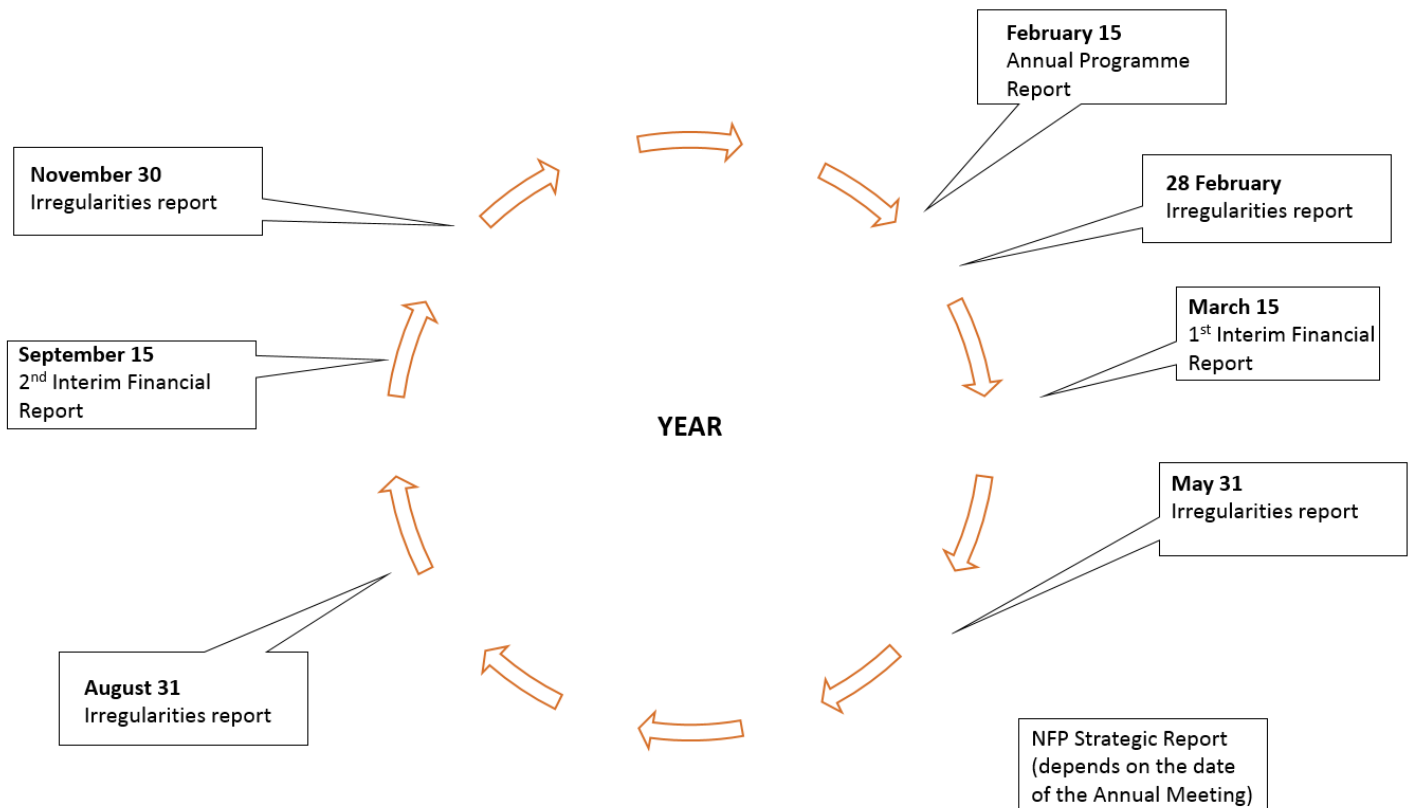 February 15
Annual Programme
Report
28 February
Irregularities report
March 15
1st Interim Financial
Report
May 31
Irregularities report
NFP Strategic Report
(depends on the date
of the Annual Meeting)
August 31
Irregularities report
September 15
2nd Interim Financial
Report
November 30
Irregularities report
YEAR